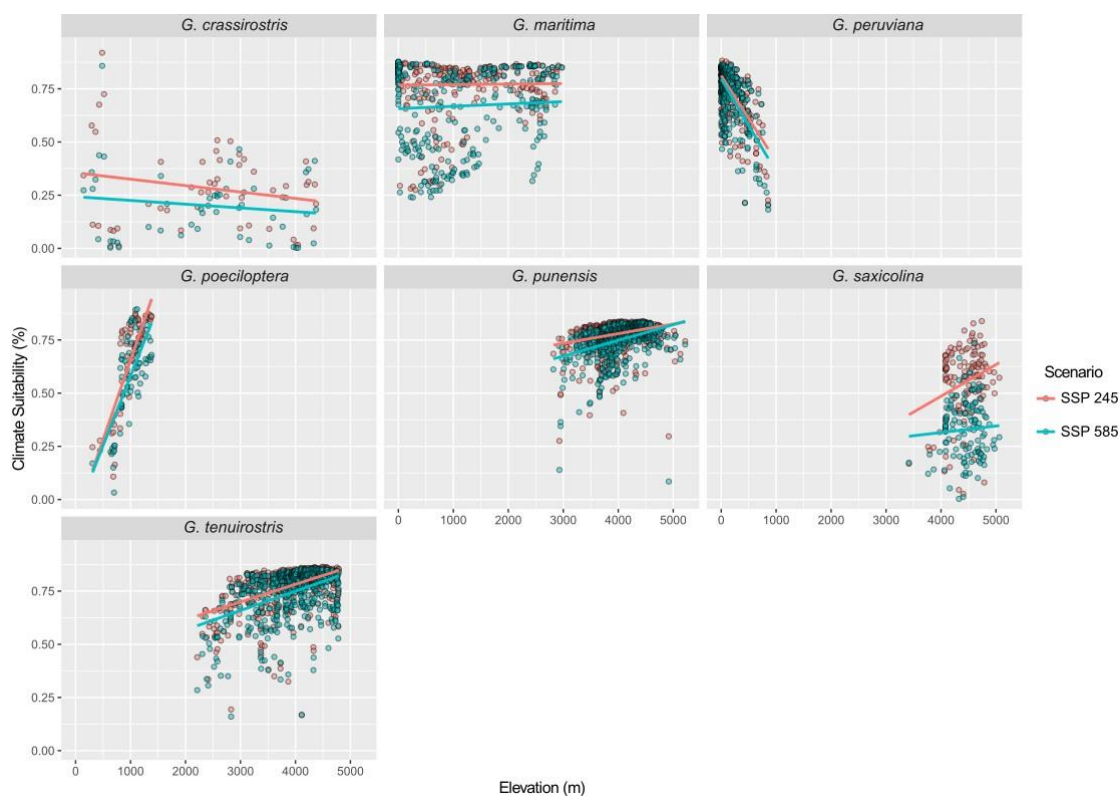 G. crassirostris
G. maritima
G. peruviana
0.75
0.50
0.25
0.00
G. poeciloptera
G. punensis
G. saxicolina
Climate Suitability (%)
0.75
0.50
0.25
0.00
Scenario
SSP 245
SSP 585
0 1000 2000 3000 4000 5000
0 1000 2000 3000 4000 5000
G. tenuirostris
0.75
0.50
0.25
0.00
0 1000 2000 3000 4000 5000
Elevation (m)